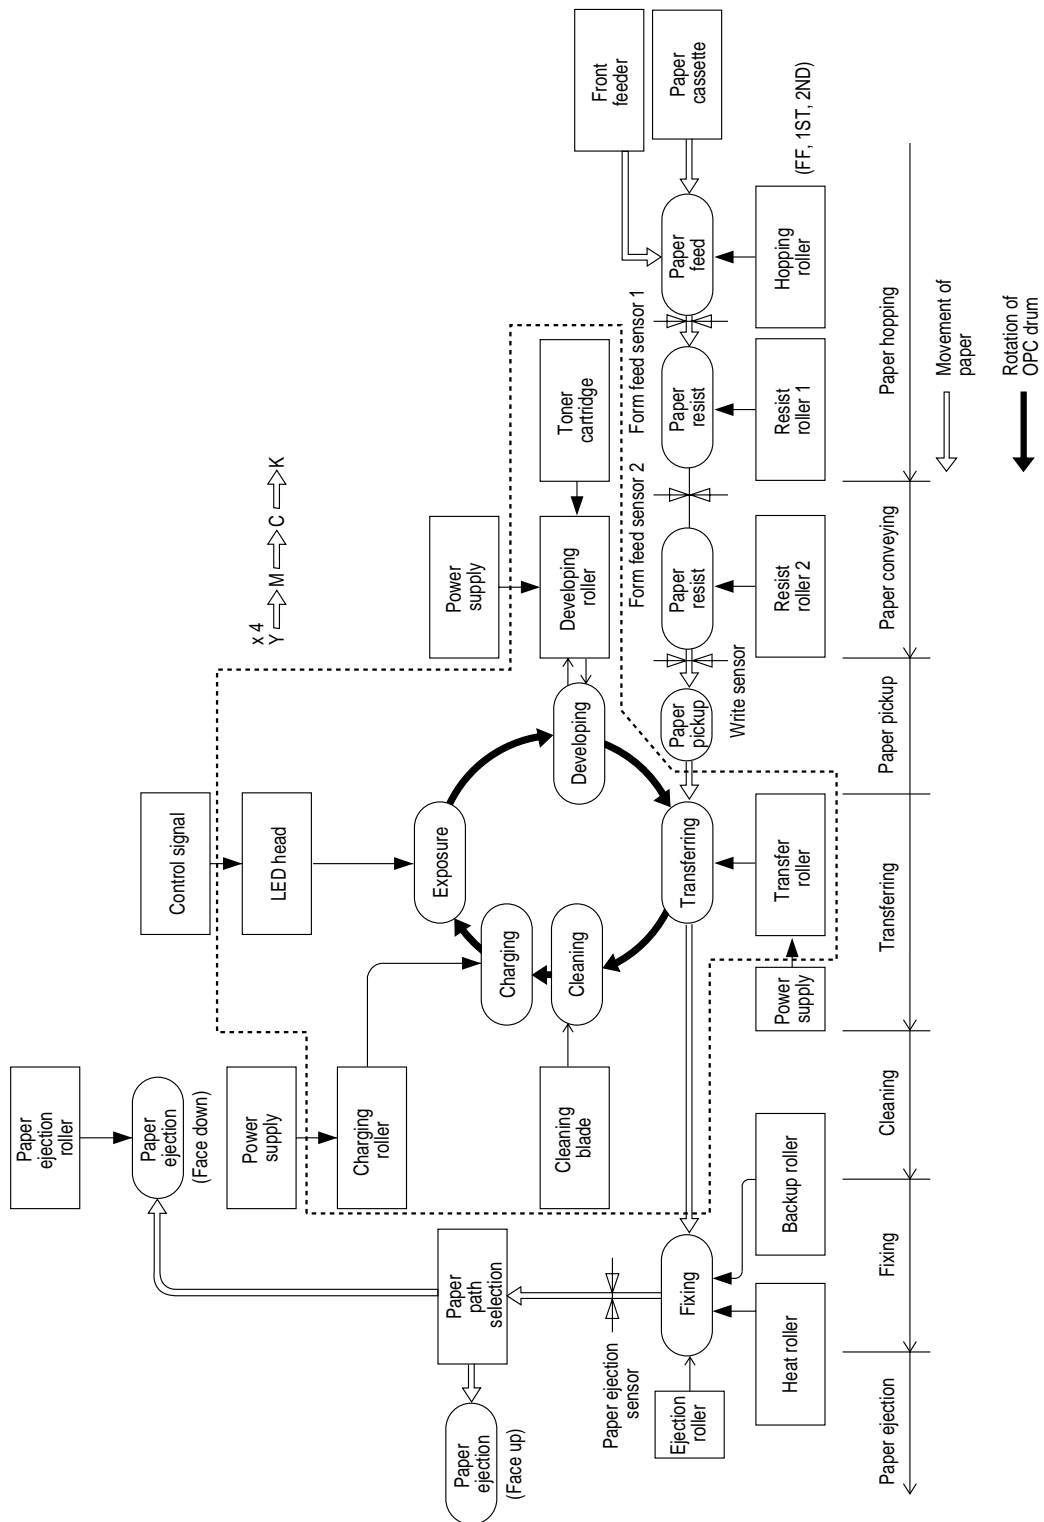 Paper
ejection
roller
Paper
ejection
(Face down)
Control signal
LED head
Power
supply
Charging
roller
x 4
Y
M
C
K
Exposure
Charging
Cleaning
Developing
Transferring
Cleaning
blade
Power
supply
Developing
roller
Toner
cartridge
Front
feeder
Paper
cassette
Paper
path
selection
Paper
ejection
(Face up)
Paper ejection
sensor
Form feed sensor 1
Form feed sensor 2
Write sensor
Fixing
Paper
pickup
Paper
resist
Paper
resist
Paper
feed
Ejection
roller
Heat roller
Backup roller
Power
supply
Transfer
roller
Resist
roller 2
Resist
roller 1
Hopping
roller
(FF, 1ST, 2ND)
Paper ejection
Fixing
Cleaning
Transferring
Paper pickup
Paper conveying
Paper hopping
Movement of
paper
Rotation of
OPC drum